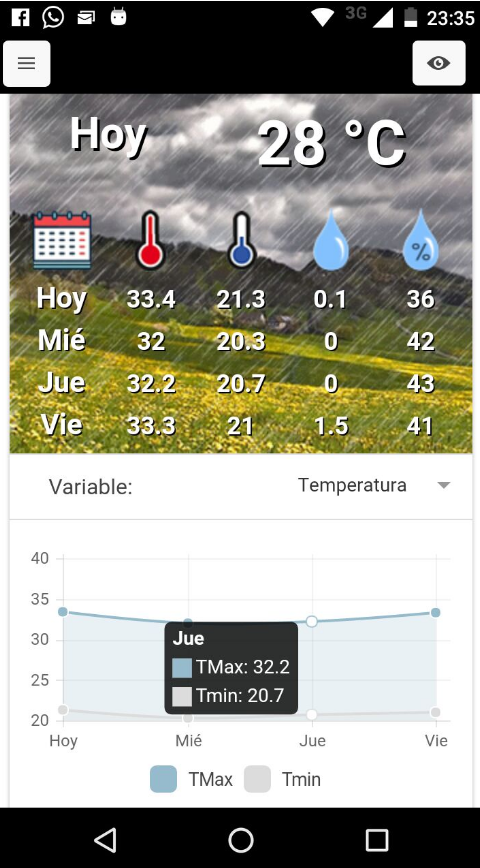 3G 23:35
Hoy 28 °C
%
Hoy 33.4 21.3 0.1 36
Mié 32 20.3 0 42
Jue 32.2 20.7 0 43
Vie 33.3 21 1.5 41
Variable: Temperatura
40
35
30
25
20
Jue
TMax: 32.2
Tmin: 20.7
Hoy Mié Jue Vie
TMax Tmin